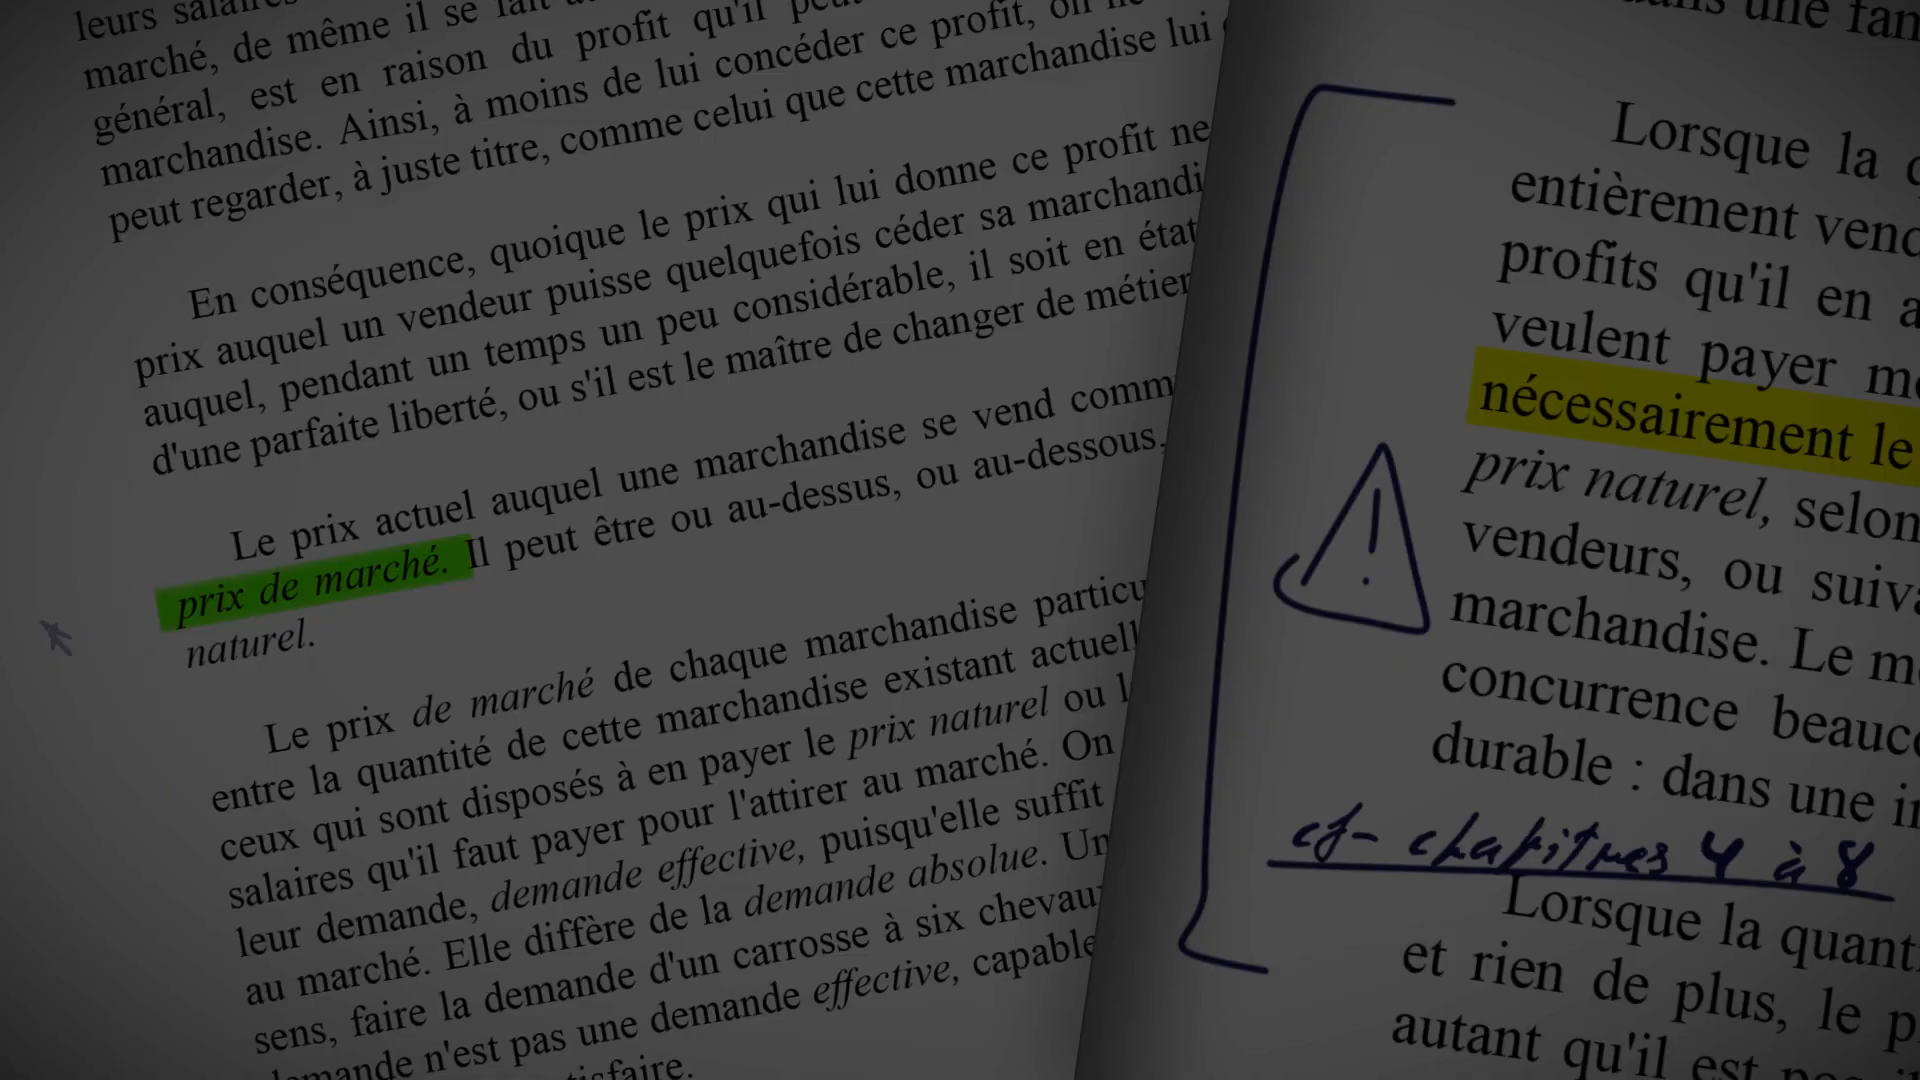 leurs salaires
marché, de même il se fait
général, est en raison du profit qu'il
marchandise. Ainsi, à moins de lui concéder ce profit, on ne
peut regarder, à juste titre, comme celui que cette marchandise lui
En conséquence, quoique le prix qui lui donne ce profit ne
prix auquel un vendeur puisse quelquefois céder sa marchandi
auquel, pendant un temps un peu considérable, il soit en état
d'une parfaite liberté, ou s'il est le maître de changer de métier
Le prix actuel auquel une marchandise se vend comm
prix de marché. Il peut être ou au-dessus, ou au-dessous,
naturel.
Le prix de marché de chaque marchandise particu
entre la quantité de cette marchandise existant actuell
ceux qui sont disposés à en payer le prix naturel ou l
salaires qu'il faut payer pour l'attirer au marché. On
leur demande, demande effective, puisqu'elle suffit
au marché. Elle diffère de la demande absolue. Un
sens, faire la demande d'un carrosse à six chevau
demande n'est pas une demande effective, capable
tisfaire.
une fam
Lorsque la q
entièrement vend
profits qu'il en a
veulent payer mo
nécessairement le
prix naturel, selon
vendeurs, ou suiva
marchandise. Le m
concurrence beauco
durable : dans une in
cf- chapitres 4 à 8
Lorsque la quanti
et rien de plus, le p
autant qu'il est pos